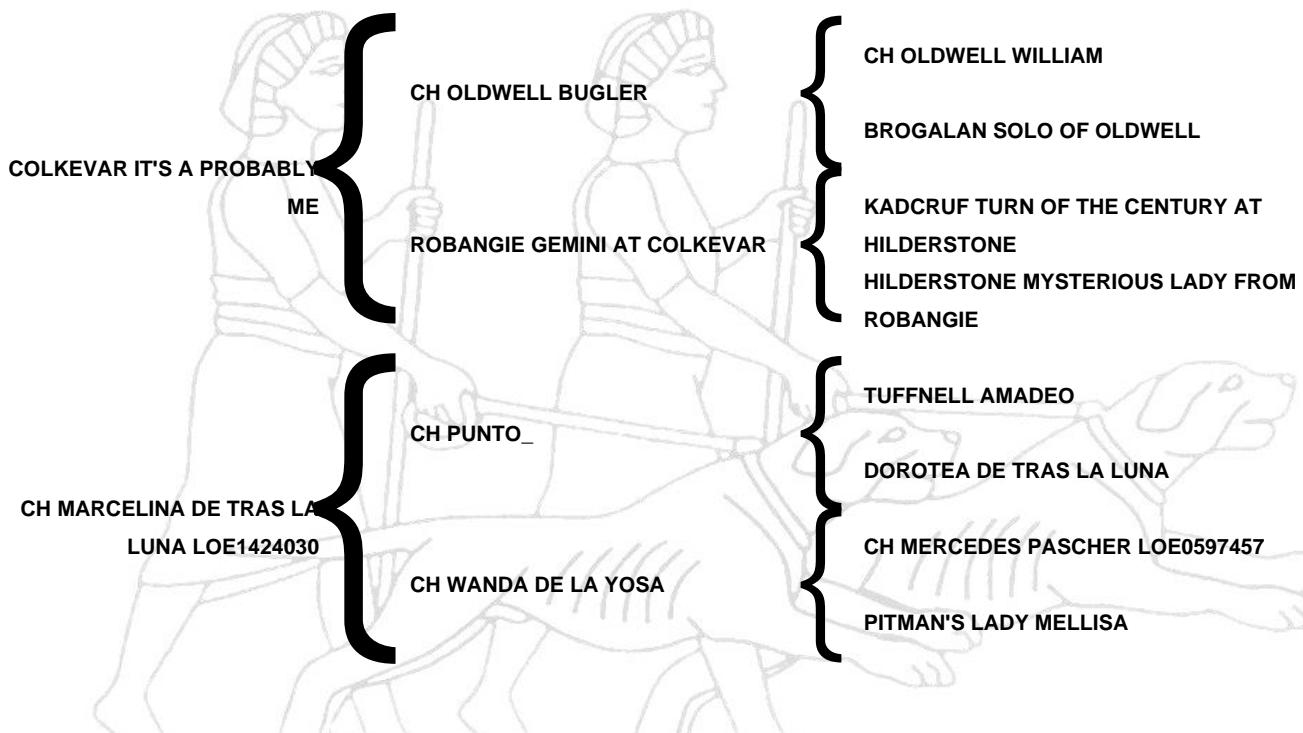 COLKEVAR IT'S A PROBABLY
ME
CH MARCELINA DE TRAS LA
LUNA LOE1424030
CH OLDWELL BUGLER
ROBANGIE GEMINI AT COLKEVAR
CH PUNTO_
CH WANDA DE LA YOSA
CH OLDWELL WILLIAM
BROGALAN SOLO OF OLDWELL
KADCRUF TURN OF THE CENTURY AT
HILDERSTONE
HILDERSTONE MYSTERIOUS LADY FROM
ROBANGIE
TUFFNELL AMADEO
DOROTEA DE TRAS LA LUNA
CH MERCEDES PASCHER LOE0597457
PITMAN'S LADY MELLISA